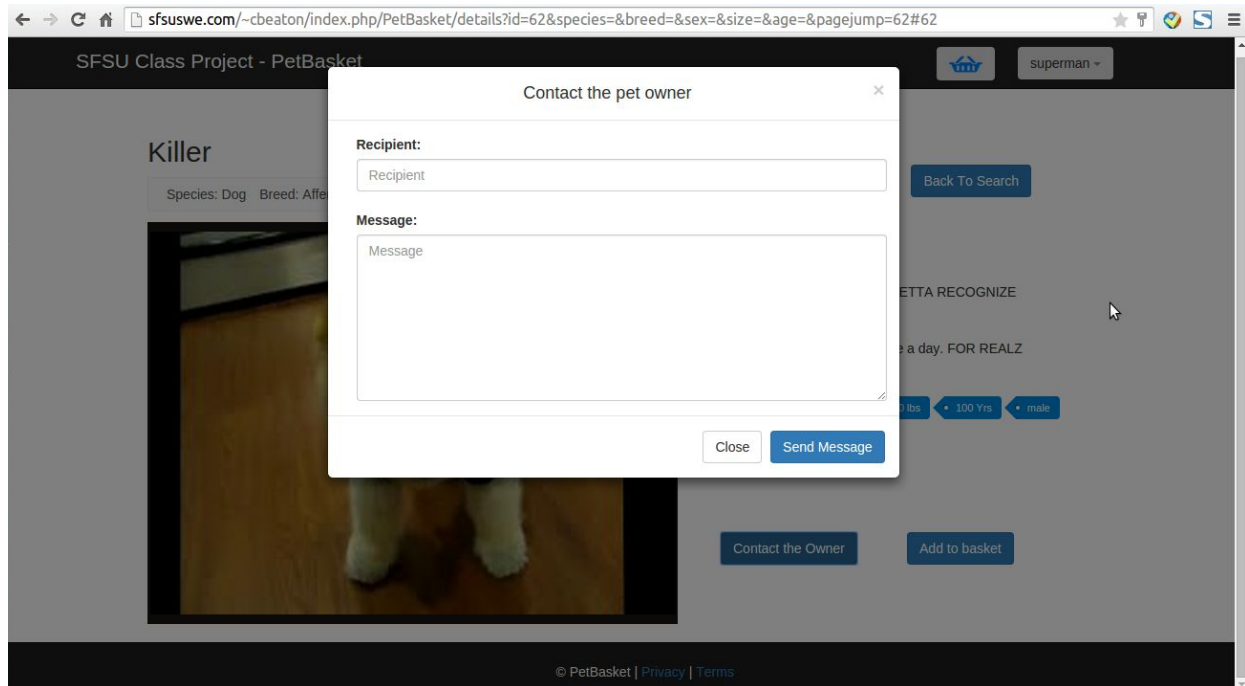 sfsuswe.com/~cbeaton/index.php/PetBasket/details?id=62&species=&breed=&sex=&size=&age=&pagejump=62#62
SFSU Class Project - PetBasket
superman
Contact the pet owner
×
Killer
Species: Dog Breed:
Back To Search
Recipient:
Recipient
Message:
Message
RECOGNIZE
a day. FOR REALZ
lbs
100 Yrs
male
Close
Send Message
Contact the Owner
Add to basket
© PetBasket | Privacy | Terms